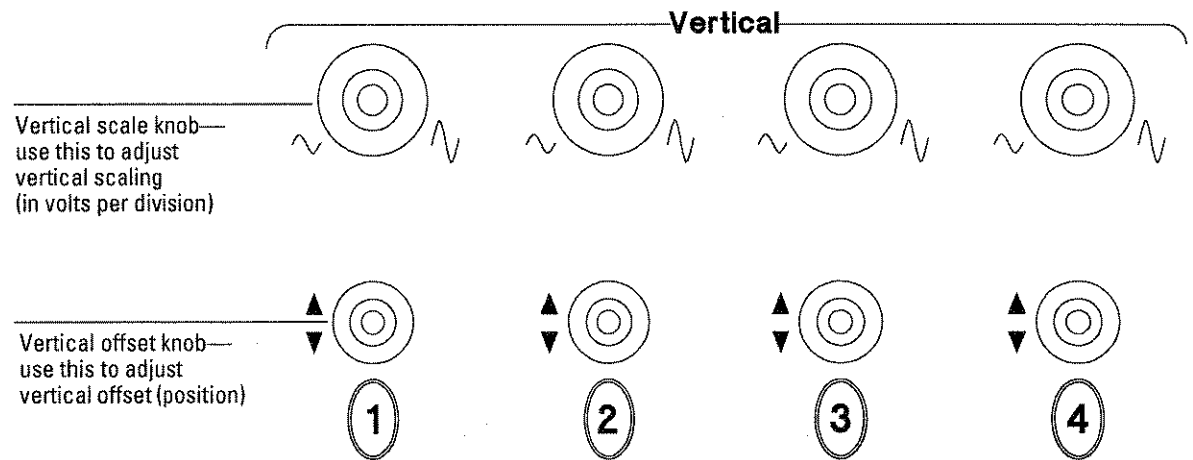 Vertical
Vertical scale knob—
use this to adjust
vertical scaling
(in volts per division)
Vertical offset knob—
use this to adjust
vertical offset (position)
1 2 3 4